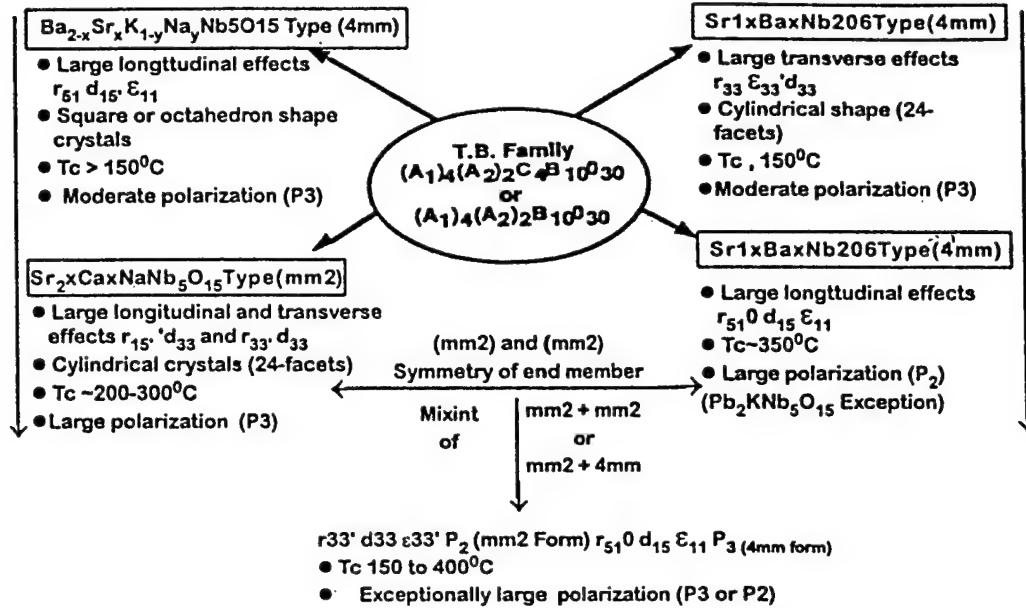 Ba2-xSrxK1-yNayNb5O15 Type (4mm)
● Large longttudinal effects
r51 d15, ε11
● Square or octahedron shape
crystals
● Tc > 150⁰C
● Moderate polarization (P3)
Sr1xBaxNb206Type(4mm)
● Large transverse effects
r33 ε33'd33
● Cylindrical shape (24-
facets)
● Tc , 150⁰C
● Moderate polarization (P3)
T.B. Family
(A1)4(A2)2C4B10⁰30
or
(A1)4(A2)2B10⁰30
Sr2xCaxNaNb5O15Type(mm2)
● Large longitudinal and transverse
effects r15.'d33 and r33. d33
● Cylindrical crystals (24-facets)
● Tc ~200-300⁰C
● Large polarization (P3)
Sr1xBaxNb206Type(4mm)
● Large longttudinal effects
r510 d15 ε11
● Tc~350⁰C
● Large polarization (P2)
(Pb2KNb5O15 Exception)
(mm2) and (mm2)
Symmetry of end member
Mixint
of
mm2 + mm2
or
mm2 + 4mm
r33' d33 ε33' P2 (mm2 Form) r510 d15 ε11 P3 (4mm form)
● Tc 150 to 400⁰C
● Exceptionally large polarization (P3 or P2)